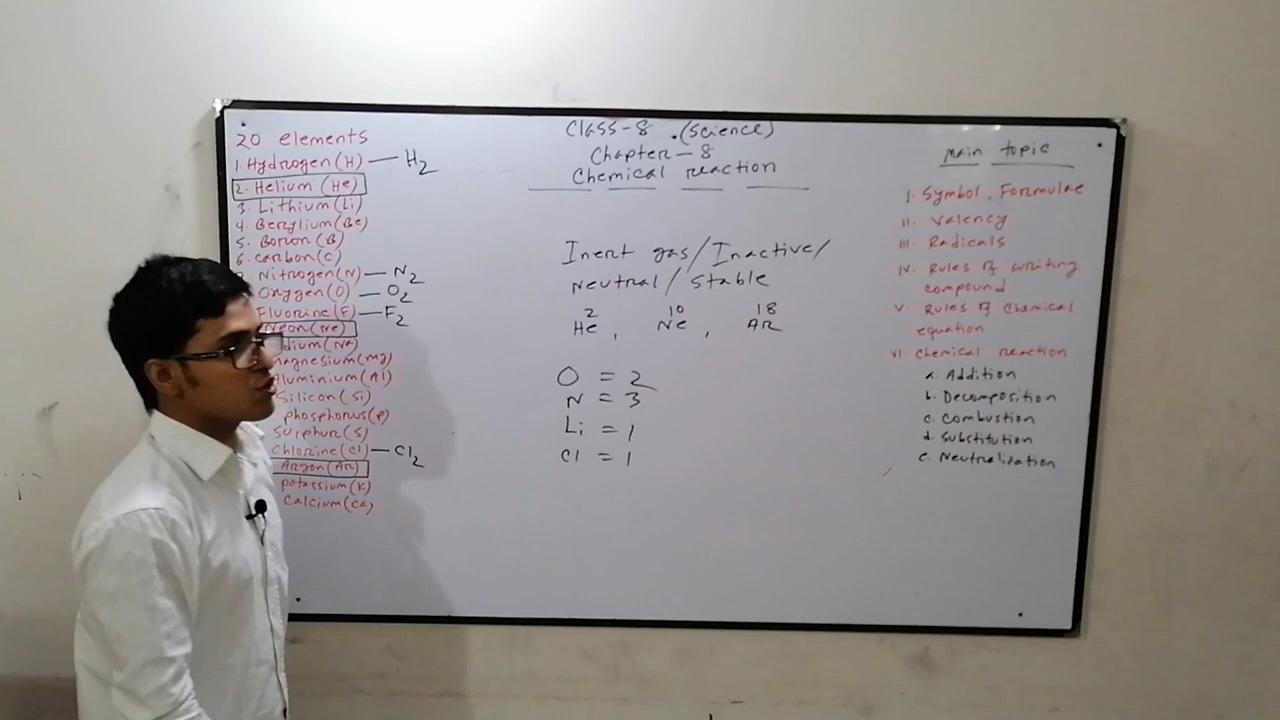 20 elements
1. Hydrogen (H) — H2
2. Helium (He)
3. Lithium (Li)
4. Berylium (Be)
5. Boron (B)
6. Carbon (C)
Nitrogen (N) — N2
Oxygen (O) — O2
Fluorine (F) — F2
Neon (Ne)
dium (Na)
magnesium (Mg)
Aluminium (Al)
Silicon (Si)
phosphorus (p)
Sulphur (S)
Chlorine (Cl) — Cl2
Argon (Ar)
potassium (K)
Calcium (Ca)
Class-8 (Science)
Chapter-8
Chemical reaction
Inert gas/Inactive/
Neutral/Stable
2 10 18
He, Ne, Ar
O = 2
N = 3
Li = 1
Cl = 1
main topic
I. Symbol, Formulae
II. Valency
III. Radicals
IV. Rules of writing
compound
V. Rules of Chemical
equation
VI. Chemical reaction
a. Addition
b. Decomposition
c. Combustion
d. Substitution
e. Neutralization